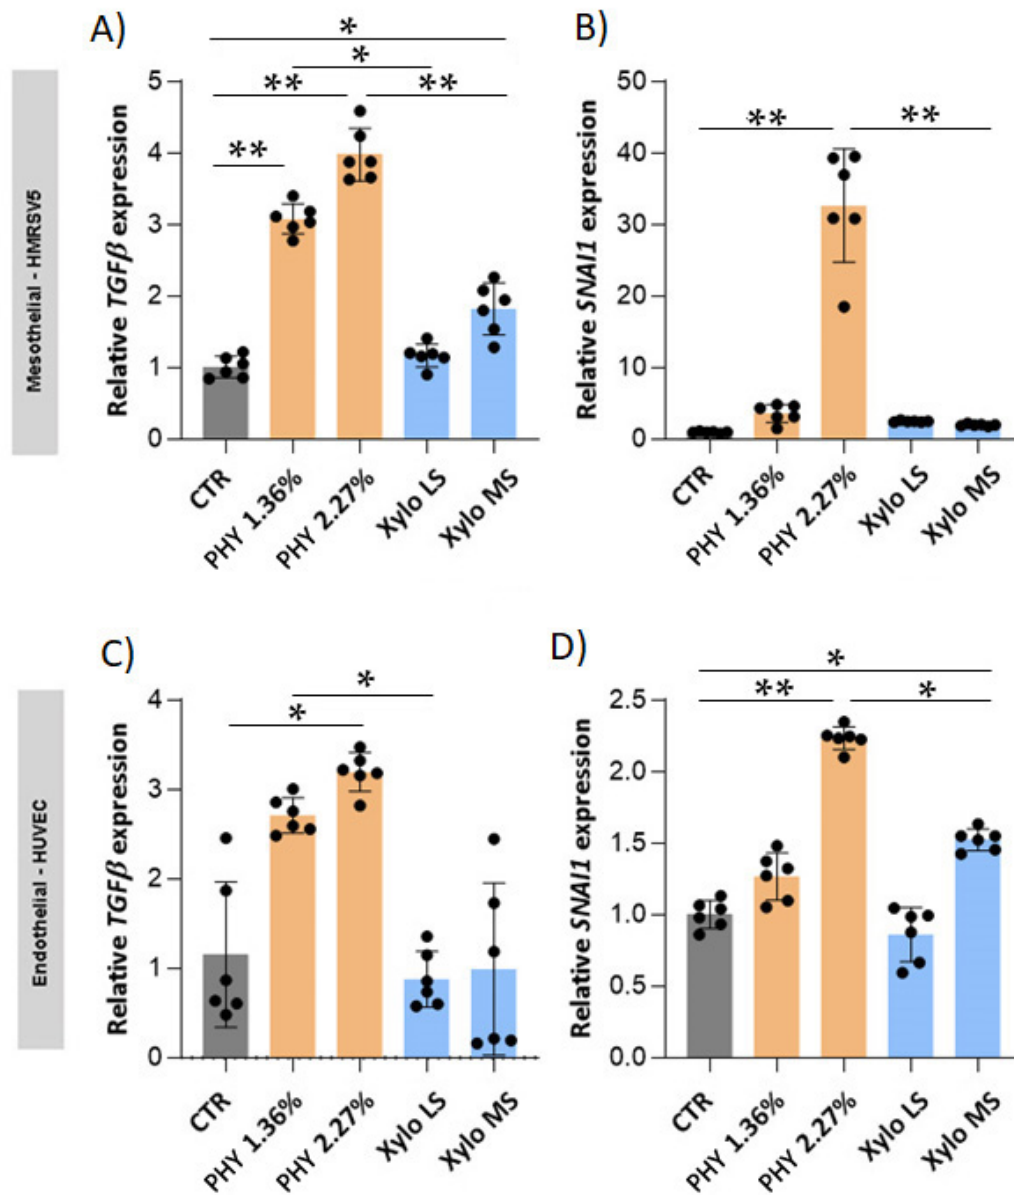 A)
Mesothelial - HMRSV5
Relative TGFβ expression
5
4
3
2
1
0
*
*
**
**
**
CTR
PHY 1.36%
PHY 2.27%
Xylo LS
Xylo MS
B)
Relative SNAI1 expression
50
40
30
20
10
0
**
**
CTR
PHY 1.36%
PHY 2.27%
Xylo LS
Xylo MS
C)
Endothelial - HUVEC
Relative TGFβ expression
4
3
2
1
0
*
*
CTR
PHY 1.36%
PHY 2.27%
Xylo LS
Xylo MS
D)
Relative SNAI1 expression
2.5
2.0
1.5
1.0
0.5
0.0
*
**
*
CTR
PHY 1.36%
PHY 2.27%
Xylo LS
Xylo MS